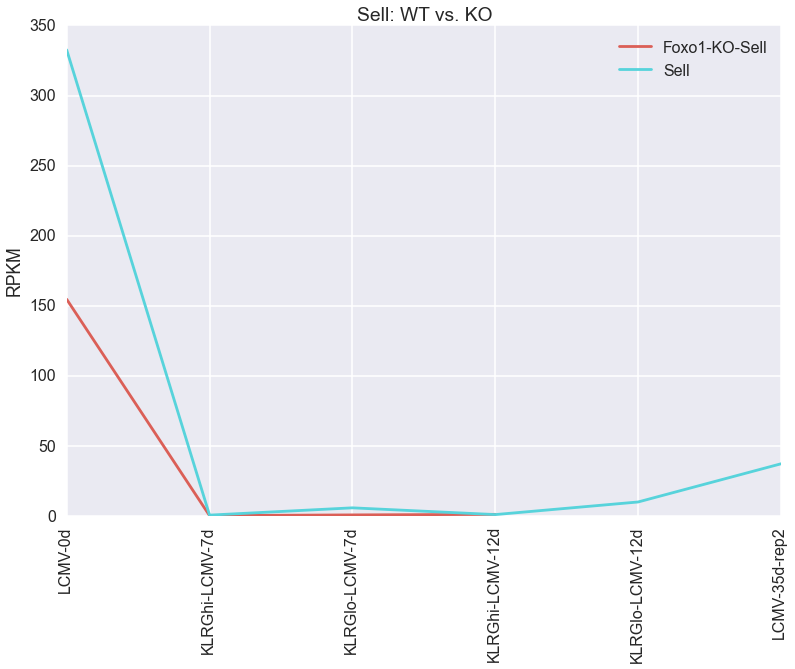 Sell: WT vs. KO
Foxo1-KO-Sell
Sell
RPKM
350
300
250
200
150
100
50
0
LCMV-0d
KLRGhi-LCMV-7d
KLRGlo-LCMV-7d
KLRGhi-LCMV-12d
KLRGlo-LCMV-12d
LCMV-35d-rep2